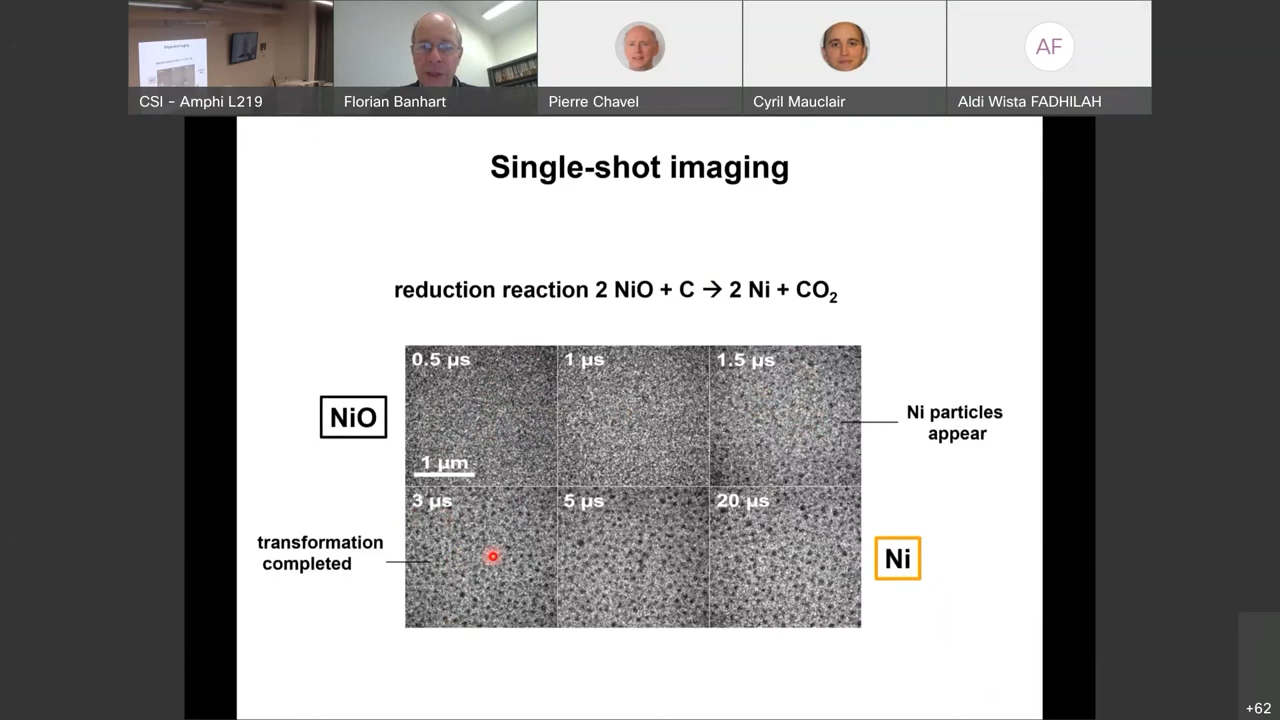 CSI - Amphi L219
Florian Banhart
Pierre Chavel
Cyril Mauclair
AF
Aldi Wista FADHILAH
Single-shot imaging
reduction reaction 2 NiO + C → 2 Ni + CO₂
0.5 µs
1 µs
1.5 µs
NiO
Ni particles
appear
1 µm
3 µs
5 µs
20 µs
transformation
completed
Ni
+62